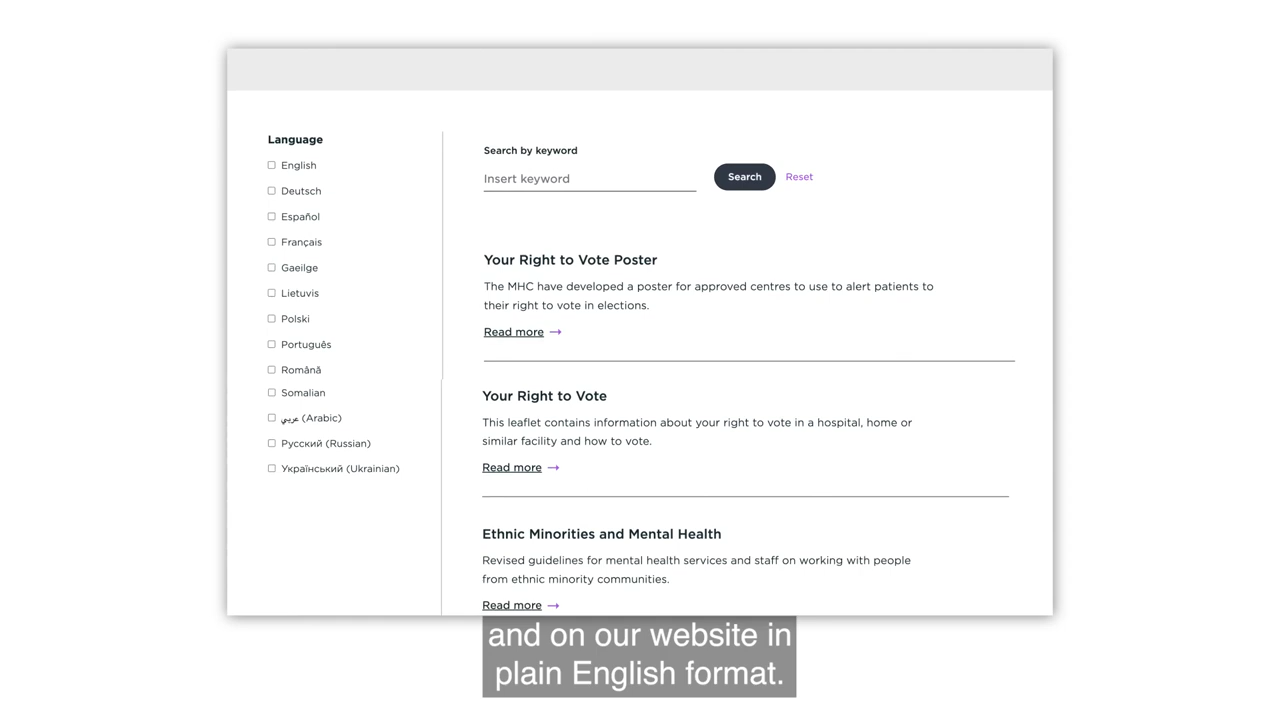 Language
English
Deutsch
Español
Français
Gaeilge
Lietuvis
Polski
Português
Română
Somalian
عربي (Arabic)
Русский (Russian)
Український (Ukrainian)
Search by keyword
Insert keyword
Search
Reset
Your Right to Vote Poster
The MHC have developed a poster for approved centres to use to alert patients to
their right to vote in elections.
Read more →
Your Right to Vote
This leaflet contains information about your right to vote in a hospital, home or
similar facility and how to vote.
Read more →
Ethnic Minorities and Mental Health
Revised guidelines for mental health services and staff on working with people
from ethnic minority communities.
Read more →
and on our website in
plain English format.